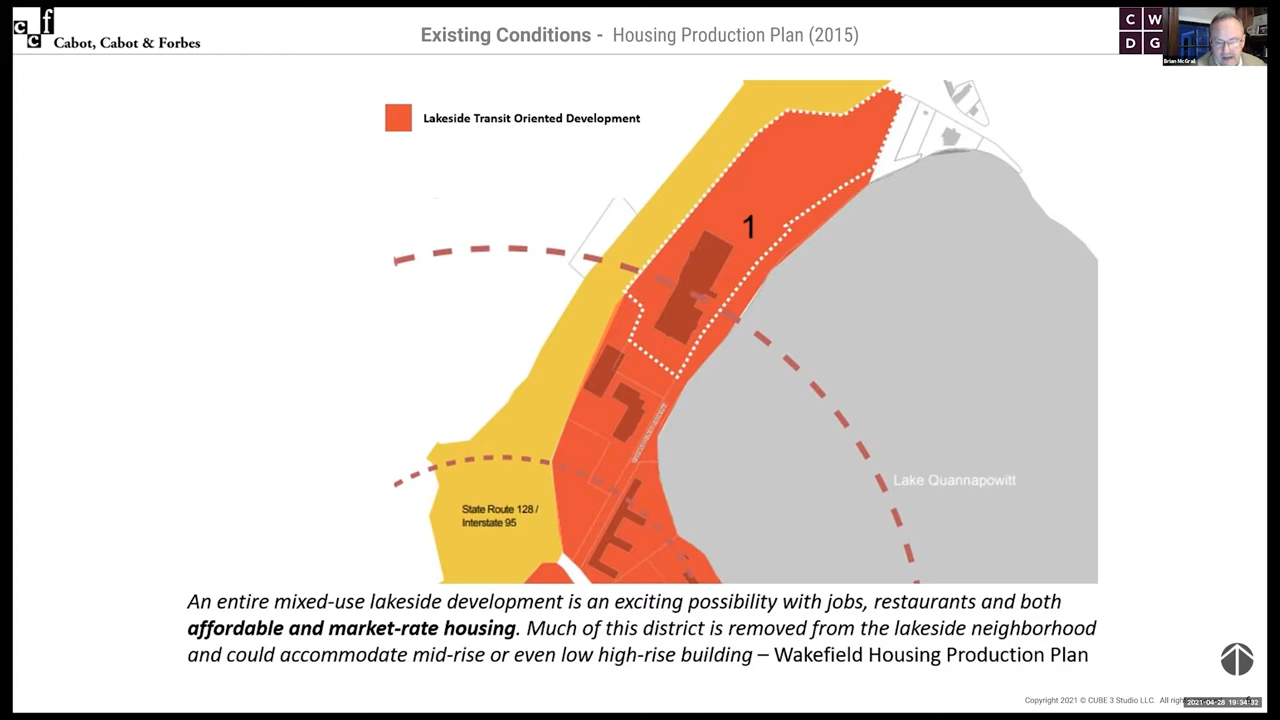 c c f
Cabot, Cabot & Forbes
Existing Conditions - Housing Production Plan (2015)
C W
D G
Brian McGrail
Lakeside Transit Oriented Development
1
Lake Quannapowitt
State Route 128 /
Interstate 95
An entire mixed-use lakeside development is an exciting possibility with jobs, restaurants and both
affordable and market-rate housing. Much of this district is removed from the lakeside neighborhood
and could accommodate mid-rise or even low high-rise building – Wakefield Housing Production Plan
Copyright 2021 © CUBE 3 Studio LLC. All
2021-04-28 19:34:32